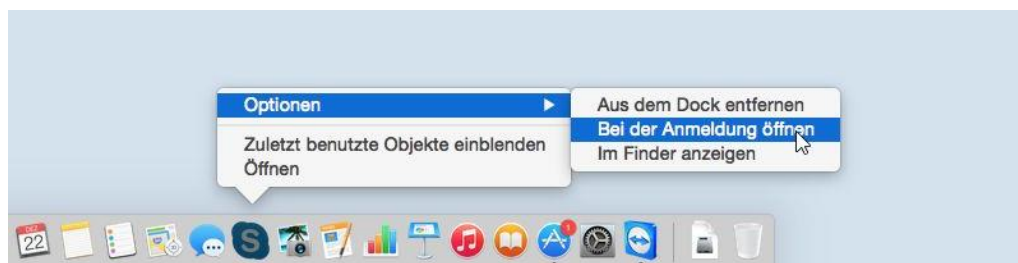 Optionen
Zuletzt benutzte Objekte einblenden
Öffnen
Aus dem Dock entfernen
Bei der Anmeldung öffnen
Im Finder anzeigen
DEZ
22
S
1